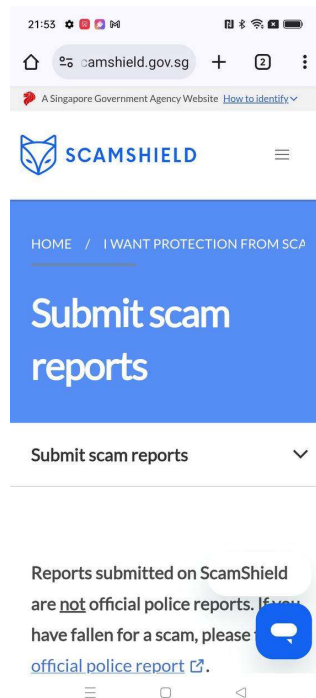 21:53
camshield.gov.sg
2
A Singapore Government Agency Website How to identify
SCAMSHIELD
HOME / I WANT PROTECTION FROM SCA
Submit scam
reports
Submit scam reports
Reports submitted on ScamShield
are not official police reports. If you
have fallen for a scam, please
official police report
.